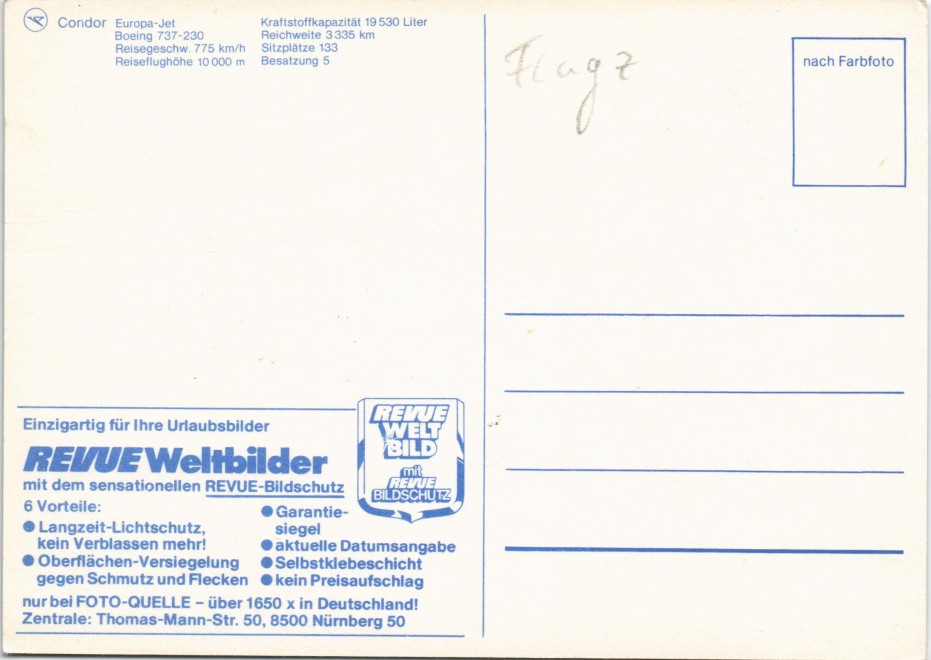 Condor Europa-Jet
Boeing 737-230
Reisegeschw. 775 km/h
Reiseflughöhe 10 000 m
Kraftstoffkapazität 19 530 Liter
Reichweite 3 335 km
Sitzplätze 133
Besatzung 5
Flugz
nach Farbfoto
Einzigartig für Ihre Urlaubsbilder
REVUE Weltbilder
mit dem sensationellen REVUE-Bildschutz
6 Vorteile:
● Langzeit-Lichtschutz,
kein Verblassen mehr!
● Oberflächen-Versiegelung
gegen Schmutz und Flecken
● Garantie-
siegel
● aktuelle Datumsangabe
● Selbstklebeschicht
● kein Preisaufschlag
REVUE
WELT
BILD
mit
REVUE
BILDSCHUTZ
nur bei FOTO-QUELLE – über 1650 x in Deutschland!
Zentrale: Thomas-Mann-Str. 50, 8500 Nürnberg 50